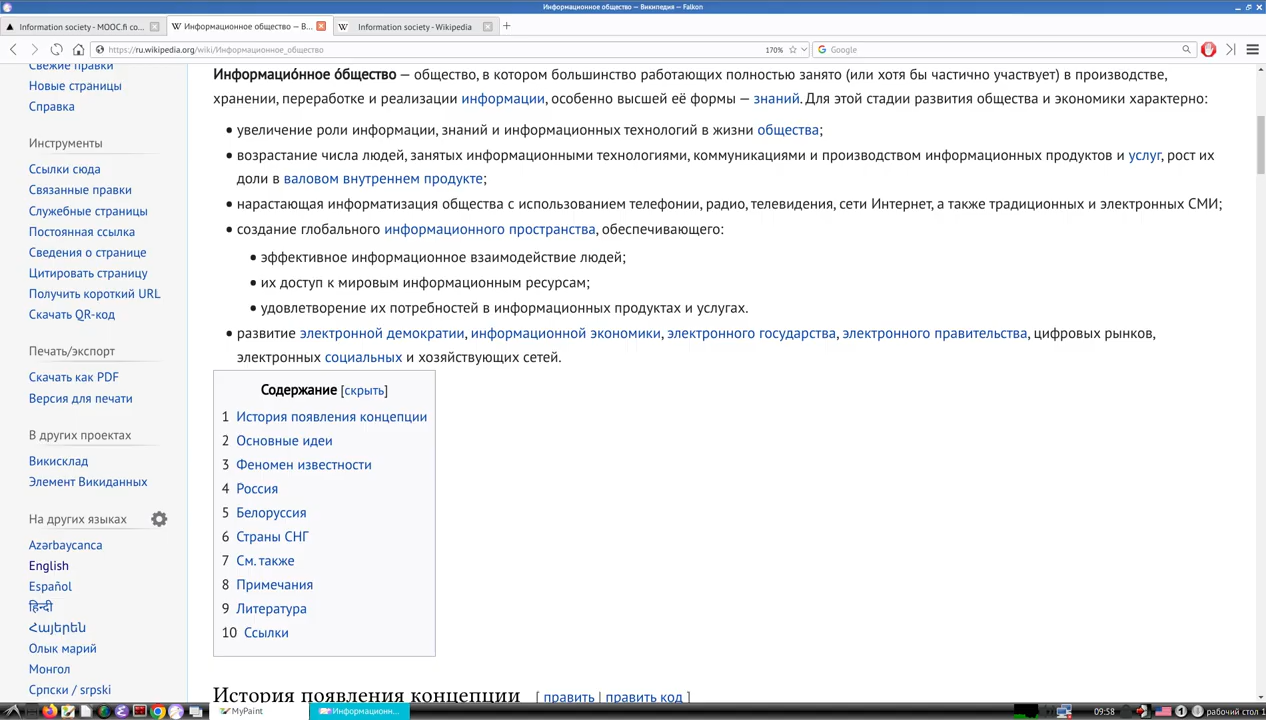 Информационное общество — Википедия — Falkon
Information society - MOOC.fi co...
Информационное общество — В...
Information society - Wikipedia
https://ru.wikipedia.org/wiki/Информационное_общество
170%
Google
Свежие правки
Новые страницы
Справка
Инструменты
Ссылки сюда
Связанные правки
Служебные страницы
Постоянная ссылка
Сведения о странице
Цитировать страницу
Получить короткий URL
Скачать QR-код
Печать/экспорт
Скачать как PDF
Версия для печати
В других проектах
Викисклад
Элемент Викиданных
На других языках
Azərbaycanca
English
Español
हिन्दी
Հայերեն
Олык марий
Монгол
Српски / srpski
Информацио́нное о́бщество — общество, в котором большинство работающих полностью занято (или хотя бы частично участвует) в производстве,
хранении, переработке и реализации информации, особенно высшей её формы — знаний. Для этой стадии развития общества и экономики характерно:
• увеличение роли информации, знаний и информационных технологий в жизни общества;
• возрастание числа людей, занятых информационными технологиями, коммуникациями и производством информационных продуктов и услуг, рост их
доли в валовом внутреннем продукте;
• нарастающая информатизация общества с использованием телефонии, радио, телевидения, сети Интернет, а также традиционных и электронных СМИ;
• создание глобального информационного пространства, обеспечивающего:
• эффективное информационное взаимодействие людей;
• их доступ к мировым информационным ресурсам;
• удовлетворение их потребностей в информационных продуктах и услугах.
• развитие электронной демократии, информационной экономики, электронного государства, электронного правительства, цифровых рынков,
электронных социальных и хозяйствующих сетей.
Содержание [скрыть]
1 История появления концепции
2 Основные идеи
3 Феномен известности
4 Россия
5 Белоруссия
6 Страны СНГ
7 См. также
8 Примечания
9 Литература
10 Ссылки
История появления концепции [ править | править код ]
MyPaint
Информационн...
09:58
1
рабочий стол 1